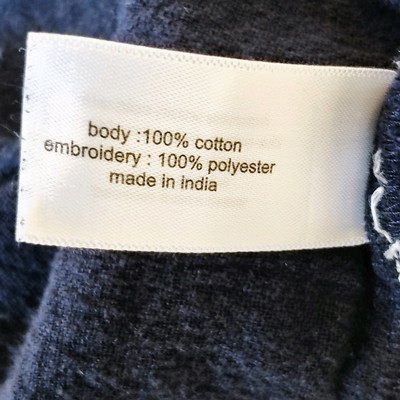 body :100% cotton
embroidery : 100% polyester
made in india